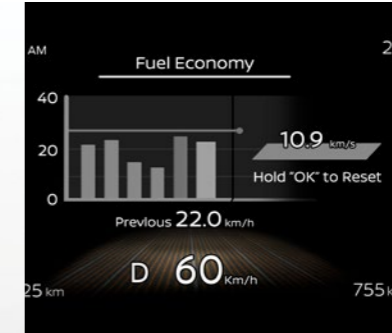 AM
2
Fuel Economy
40
20
0
10.9 km/s
Hold "OK" to Reset
Previous 22.0 km/h
D 60 Km/h
25 km
755 k